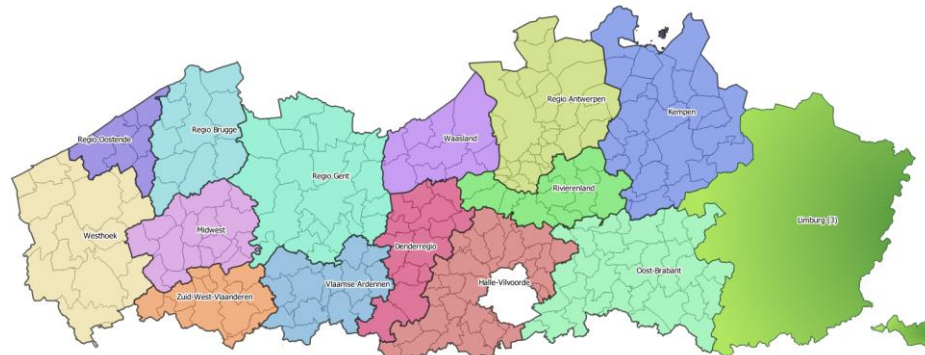 Regio Antwerpen
Kempen
Regio Brugge
Regio Oostende
Waasland
Regio Gent
Rivierenland
Limburg (3)
Midwest
Westhoek
Denderregio
Oost-Brabant
Halle-Vilvoorde
Vlaamse Ardennen
Zuid-West-Vlaanderen